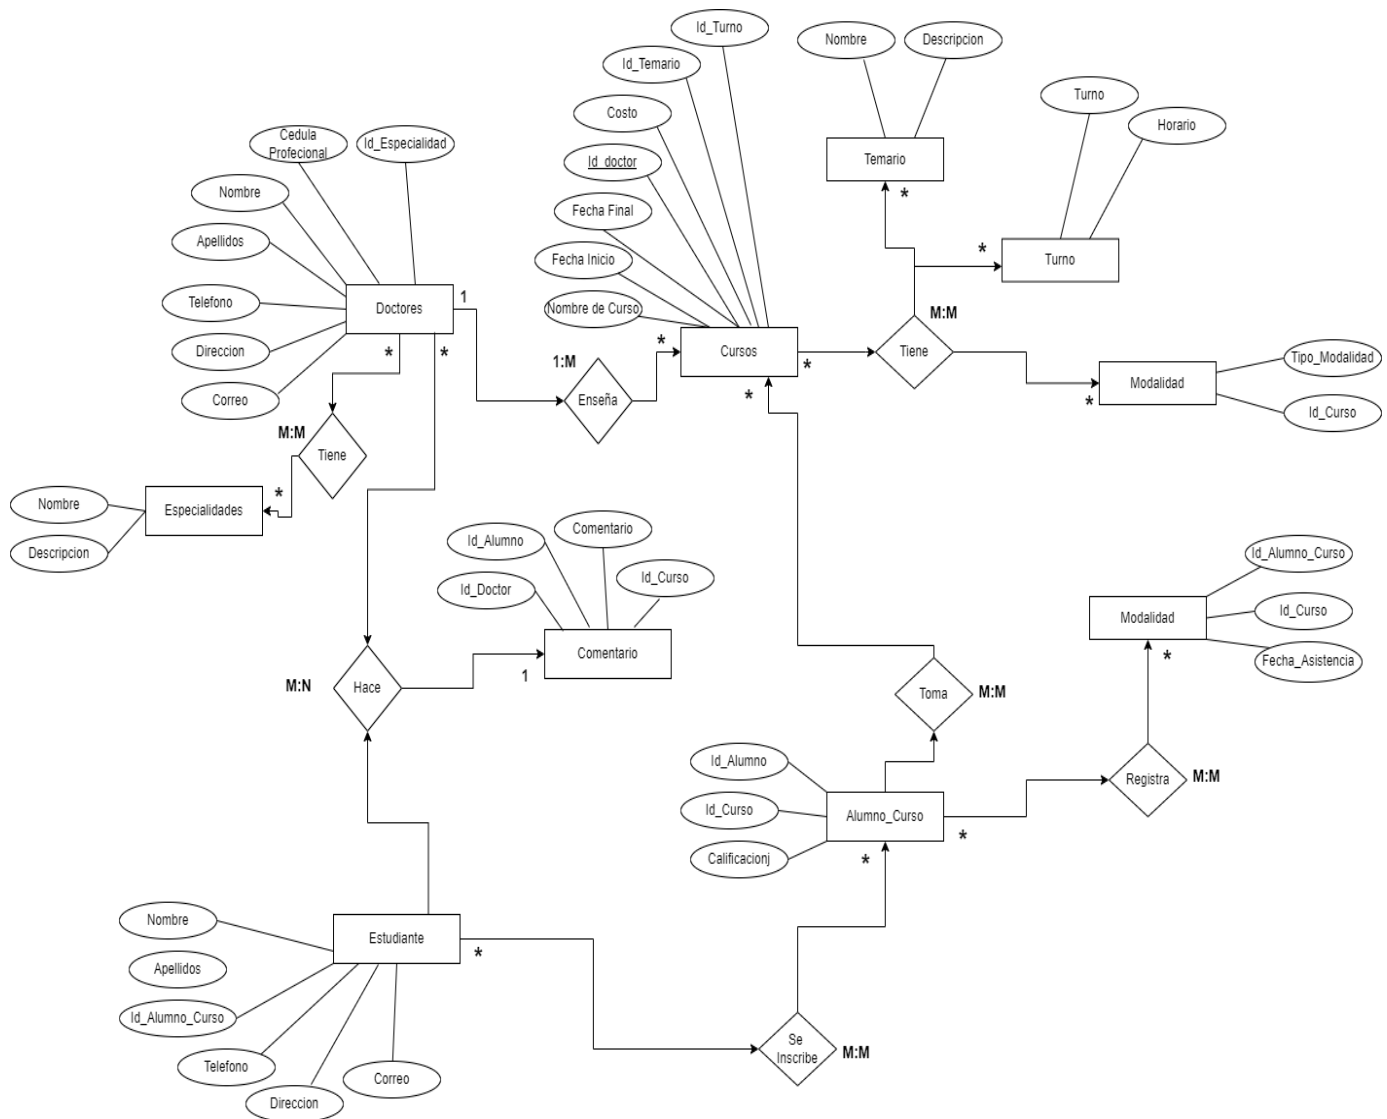 Id_Turno
Nombre
Descripcion
Id_Temario
Turno
Costo
Horario
Cedula
Profecional
Id_Especialidad
Id_doctor
Temario
*
Nombre
Fecha Final
Apellidos
Fecha Inicio
*
Turno
Telefono
1
Doctores
Nombre de Curso
M:M
Direccion
*
*
1:M
*
Cursos
*
Tiene
Tipo_Modalidad
Modalidad
Correo
Enseña
*
*
Id_Curso
M:M
Tiene
*
Nombre
Especialidades
Descripcion
Comentario
Id_Alumno
Id_Curso
Id_Doctor
Id_Alumno_Curso
Id_Curso
Modalidad
Comentario
*
Fecha_Asistencia
1
M:N
Hace
Toma
M:M
Id_Alumno
Registra
M:M
Id_Curso
Alumno_Curso
*
Calificacionj
*
Nombre
Estudiante
*
Apellidos
Id_Alumno_Curso
Se
Inscribe
M:M
Telefono
Correo
Direccion